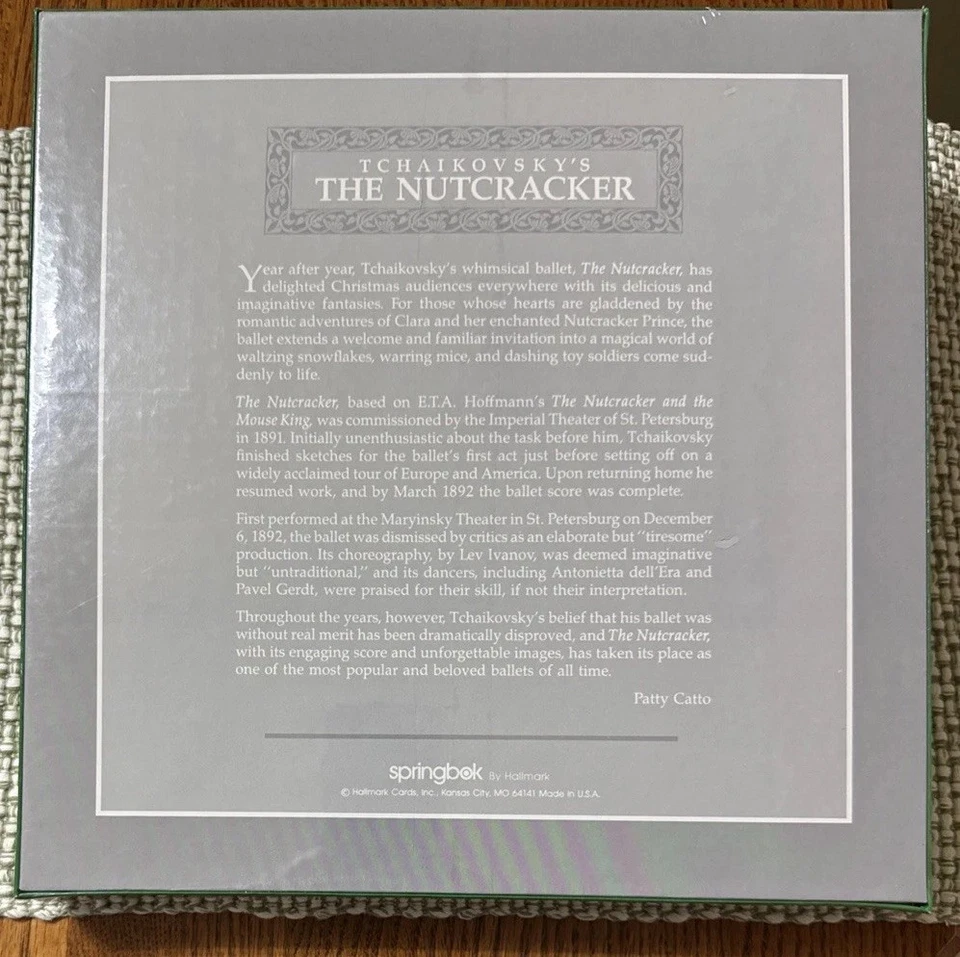 TCHAIKOVSKY'S
THE NUTCRACKER
Year after year, Tchaikovsky's whimsical ballet, The Nutcracker, has
delighted Christmas audiences everywhere with its delicious and
imaginative fantasies. For those whose hearts are gladdened by the
romantic adventures of Clara and her enchanted Nutcracker Prince, the
ballet extends a welcome and familiar invitation into a magical world of
waltzing snowflakes, warring mice, and dashing toy soldiers come sud-
denly to life.
The Nutcracker, based on E.T.A. Hoffmann's The Nutcracker and the
Mouse King, was commissioned by the Imperial Theater of St. Petersburg
in 1891. Initially unenthusiastic about the task before him, Tchaikovsky
finished sketches for the ballet's first act just before setting off on a
widely acclaimed tour of Europe and America. Upon returning home he
resumed work, and by March 1892 the ballet score was complete.
First performed at the Maryinsky Theater in St. Petersburg on December
6, 1892, the ballet was dismissed by critics as an elaborate but "tiresome"
production. Its choreography, by Lev Ivanov, was deemed imaginative
but "untraditional," and its dancers, including Antonietta dell'Era and
Pavel Gerdt, were praised for their skill, if not their interpretation.
Throughout the years, however, Tchaikovsky's belief that his ballet was
without real merit has been dramatically disproved, and The Nutcracker,
with its engaging score and unforgettable images, has taken its place as
one of the most popular and beloved ballets of all time.
Patty Catto
springbok By Hallmark
© Hallmark Cards, Inc., Kansas City, MO 64141 Made in U.S.A.